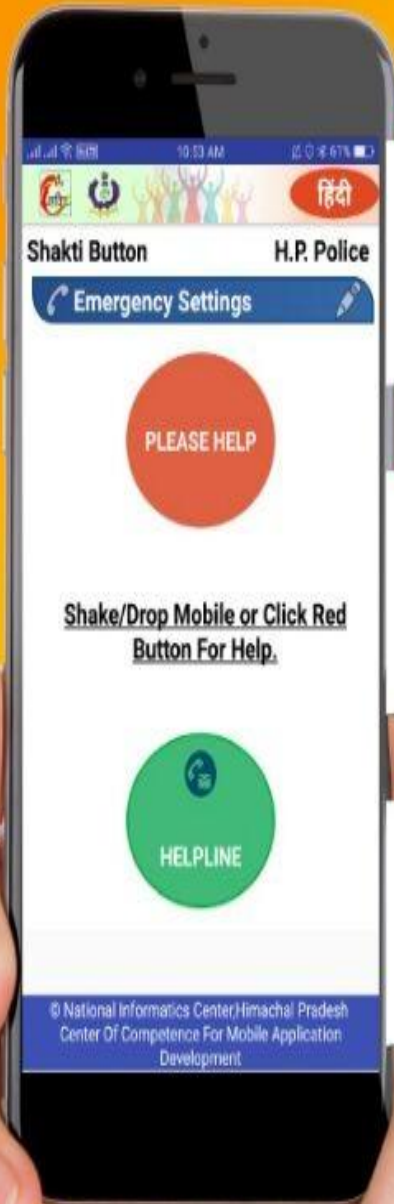 10:53 AM
61%
हिंदी
Shakti Button
H.P. Police
Emergency Settings
PLEASE HELP
Shake/Drop Mobile or Click Red
Button For Help.
HELPLINE
© National Informatics Center,Himachal Pradesh
Center Of Competence For Mobile Application
Development